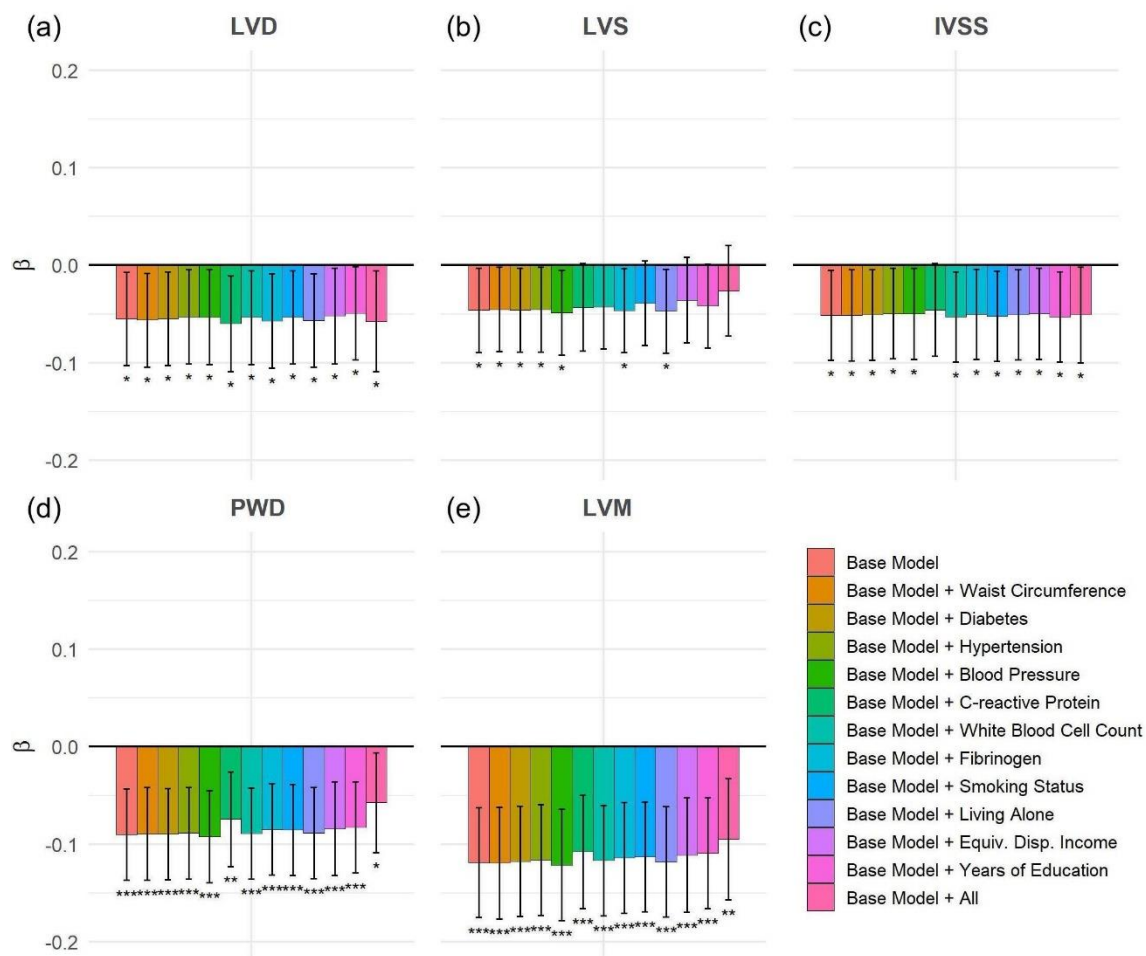 (a) LVD
(b) LVS
(c) IVSS
0.2
0.1
0.0
-0.1
-0.2
β
* * * * * * * * * * * * *
* * * * * * *
* * * * * * * * * * * *
(d) PWD
(e) LVM
0.2
0.1
0.0
-0.1
-0.2
β
*** *** *** *** *** ** *** *** *** *** *** *** *
*** *** *** *** *** *** *** *** *** *** *** *** **
Base Model
Base Model + Waist Circumference
Base Model + Diabetes
Base Model + Hypertension
Base Model + Blood Pressure
Base Model + C-reactive Protein
Base Model + White Blood Cell Count
Base Model + Fibrinogen
Base Model + Smoking Status
Base Model + Living Alone
Base Model + Equiv. Disp. Income
Base Model + Years of Education
Base Model + All